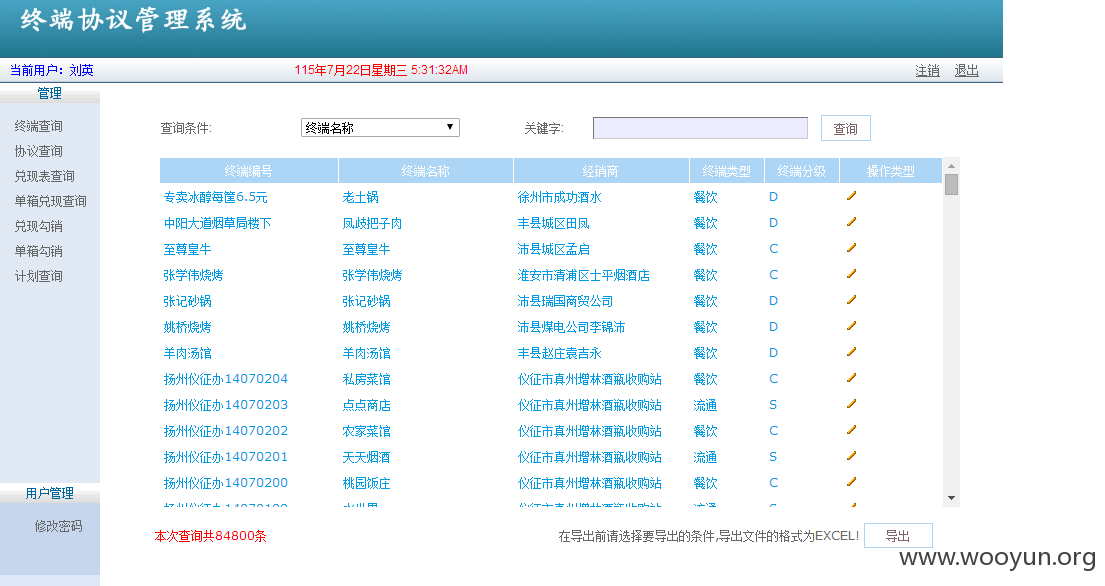 终端协议管理系统
当前用户：刘英 115年7月22日星期三 5:31:32AM 注销 退出
管理
终端查询
协议查询
兑现表查询
单箱兑现查询
兑现勾销
单箱勾销
计划查询
用户管理
修改密码
查询条件: 终端名称 关键字: 查询
终端编号 终端名称 经销商 终端类型 终端分级 操作类型
专卖冰醇每筐6.5元 老土锅 徐州市成功酒水 餐饮 D
中阳大道烟草局楼下 凤歧把子肉 丰县城区田凤 餐饮 D
至尊皇牛 至尊皇牛 沛县城区孟启 餐饮 C
张学伟烧烤 张学伟烧烤 淮安市清浦区士平烟酒店 餐饮 C
张记砂锅 张记砂锅 沛县瑞国商贸公司 餐饮 D
姚桥烧烤 姚桥烧烤 沛县煤电公司李锦沛 餐饮 D
羊肉汤馆 羊肉汤馆 丰县赵庄袁吉永 餐饮 D
扬州仪征办14070204 私房菜馆 仪征市真州增林酒瓶收购站 餐饮 C
扬州仪征办14070203 点点商店 仪征市真州增林酒瓶收购站 流通 S
扬州仪征办14070202 农家菜馆 仪征市真州增林酒瓶收购站 餐饮 C
扬州仪征办14070201 天天烟酒 仪征市真州增林酒瓶收购站 流通 S
扬州仪征办14070200 桃园饭庄 仪征市真州增林酒瓶收购站 餐饮 C
本次查询共84800条 在导出前请选择要导出的条件,导出文件的格式为EXCEL! 导出
www.wooyun.org